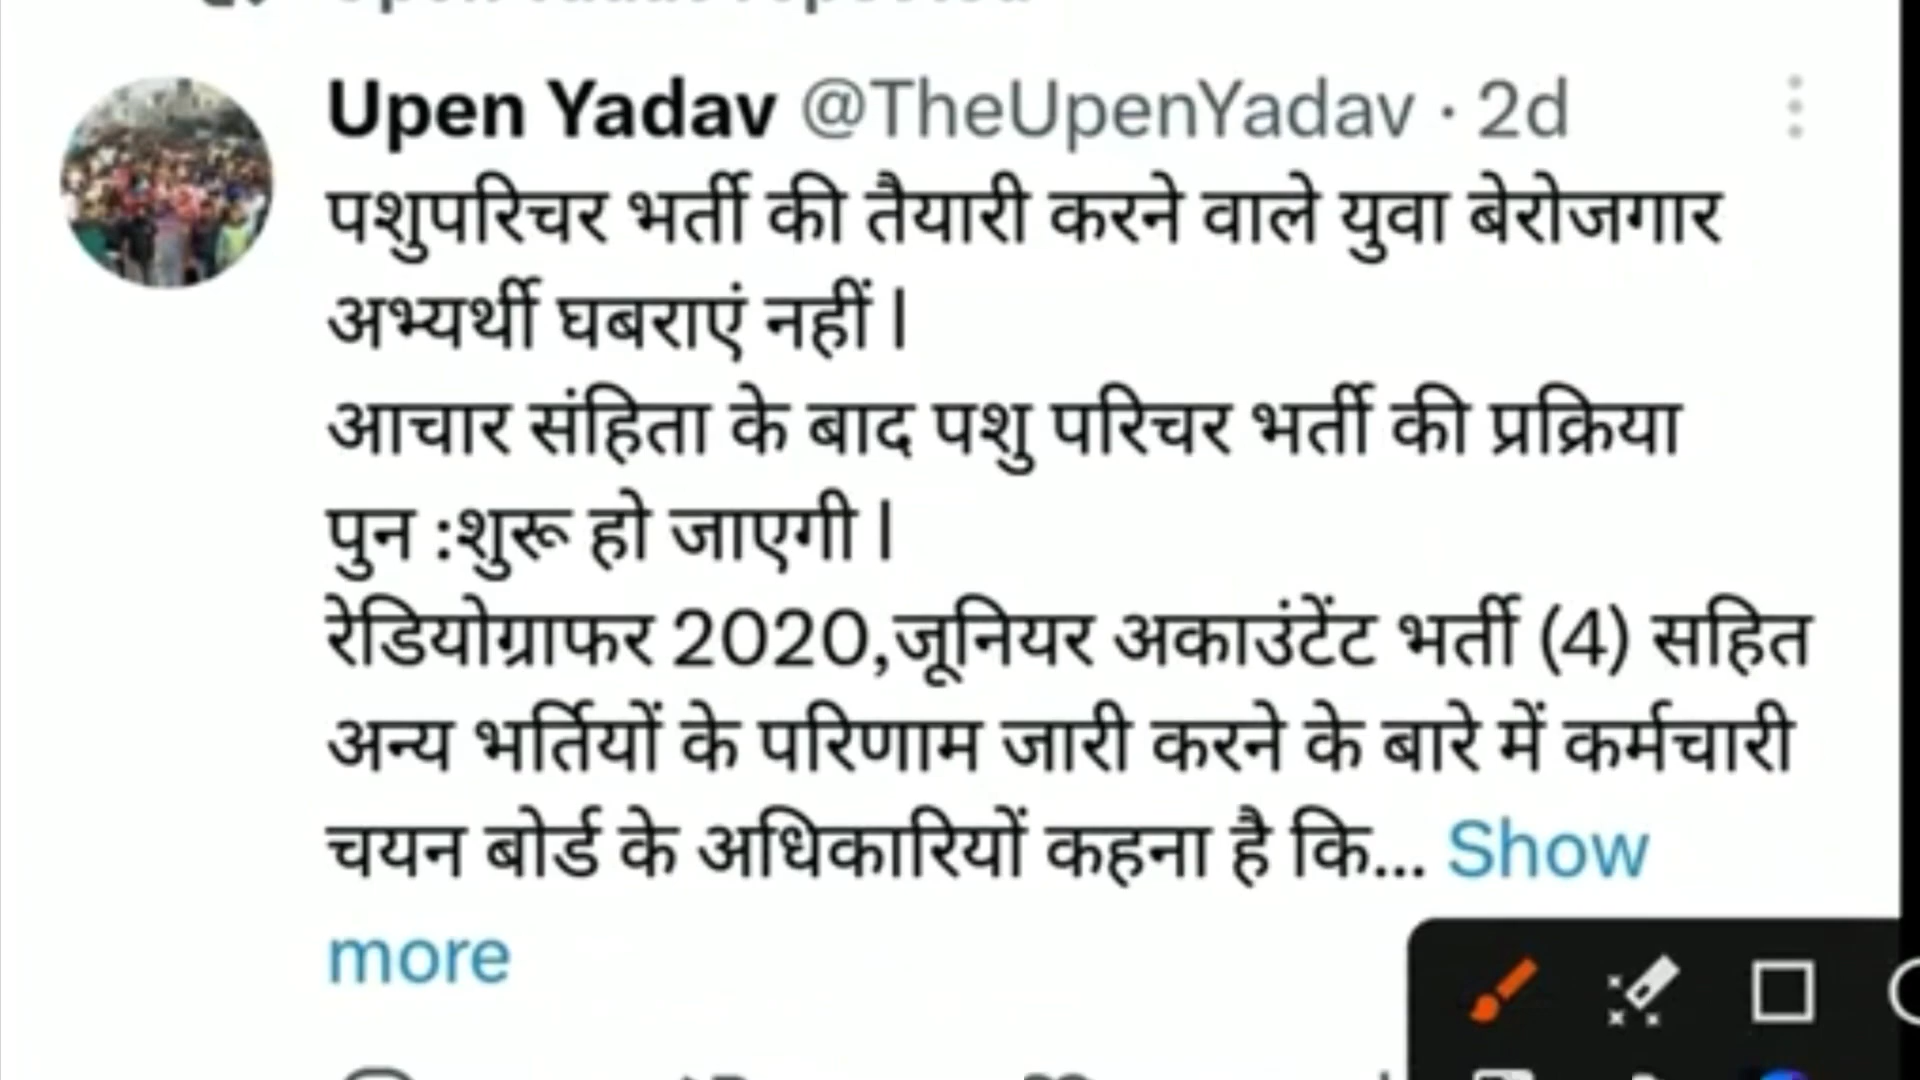 Upen Yadav @TheUpenYadav · 2d
पशुपरिचर भर्ती की तैयारी करने वाले युवा बेरोजगार
अभ्यर्थी घबराएं नहीं l
आचार संहिता के बाद पशु परिचर भर्ती की प्रक्रिया
पुन :शुरू हो जाएगी l
रेडियोग्राफर 2020,जूनियर अकाउंटेंट भर्ती (4) सहित
अन्य भर्तियों के परिणाम जारी करने के बारे में कर्मचारी
चयन बोर्ड के अधिकारियों कहना है कि... Show
more